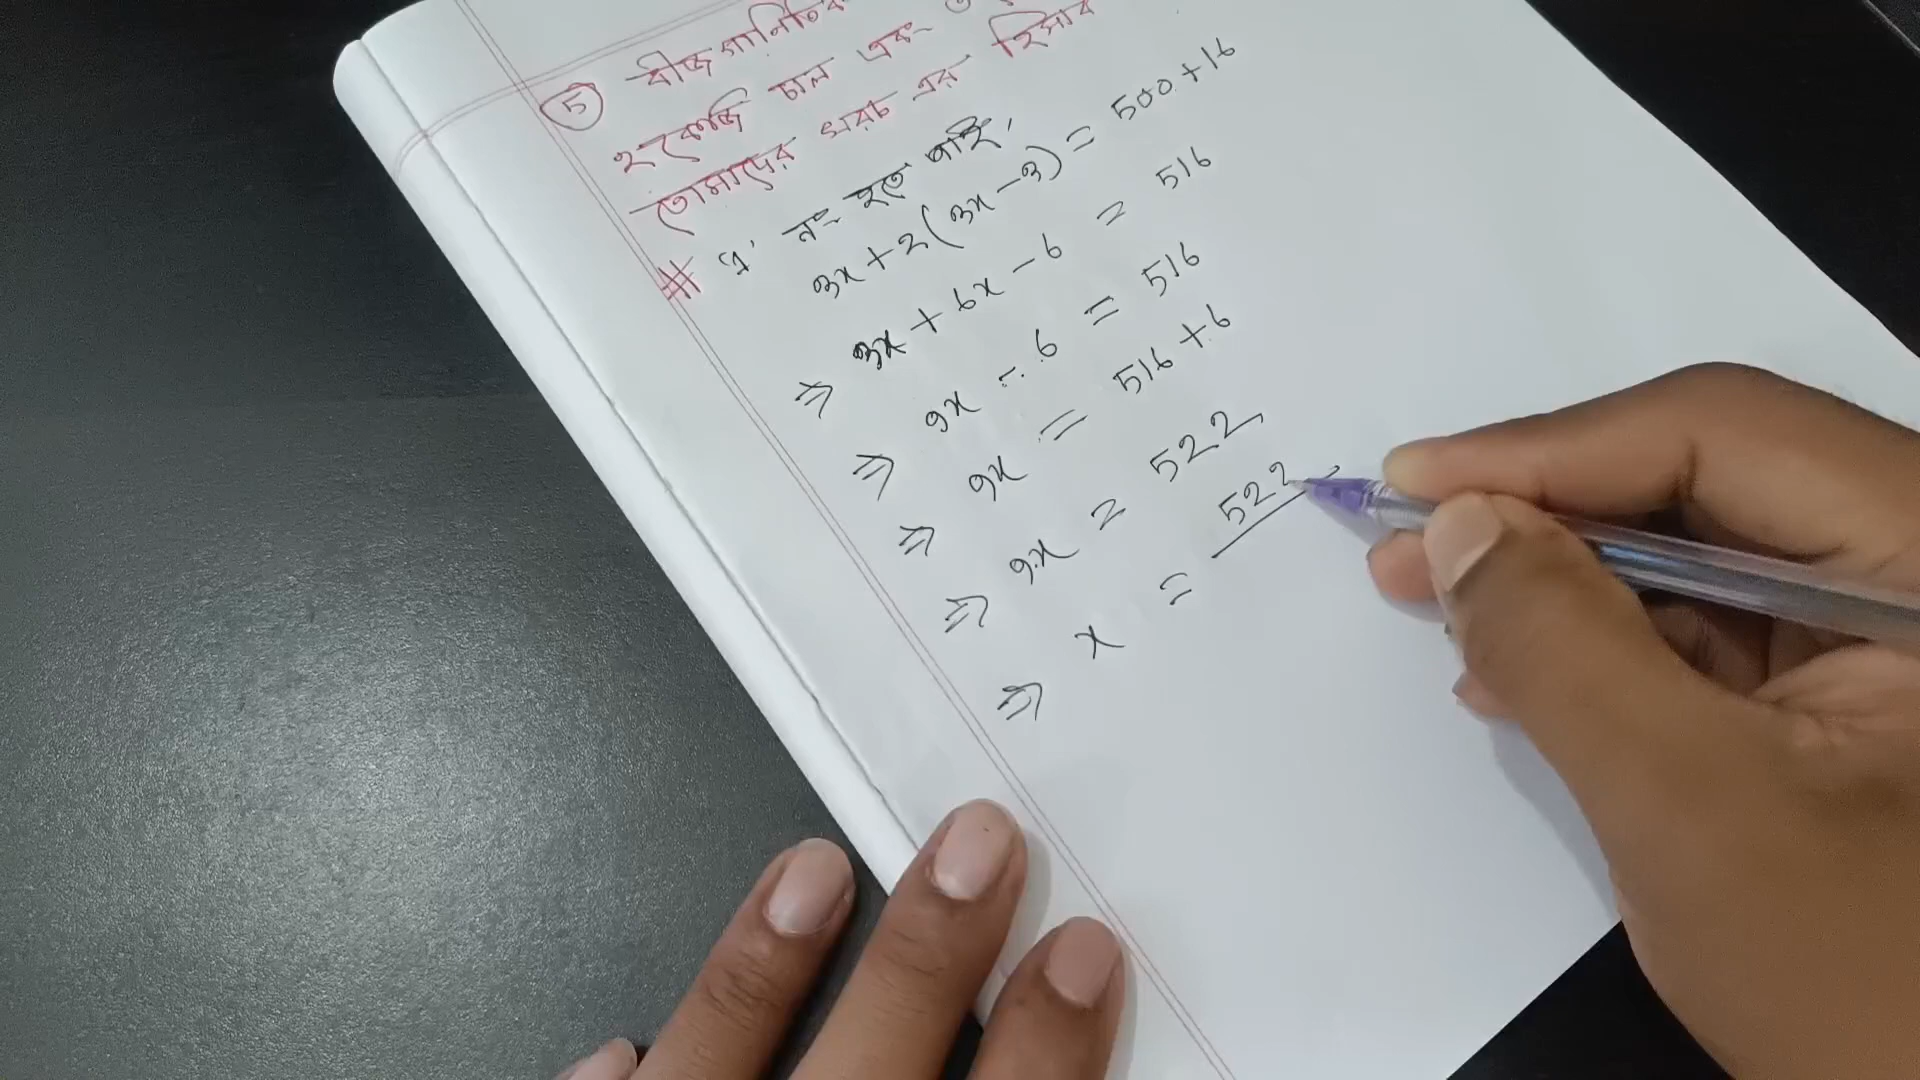 5 বীজগানিতিক
২ কেজি চাল এবং
তোমাদের খরচ এর হিসাব
# '১' নং হতে পাই,
3x + 2(3x - 3) = 500 + 16
⇒ 3x + 6x - 6 = 516
⇒ 9x - 6 = 516
⇒ 9x = 516 + 6
⇒ 9x = 522
⇒ x = 522